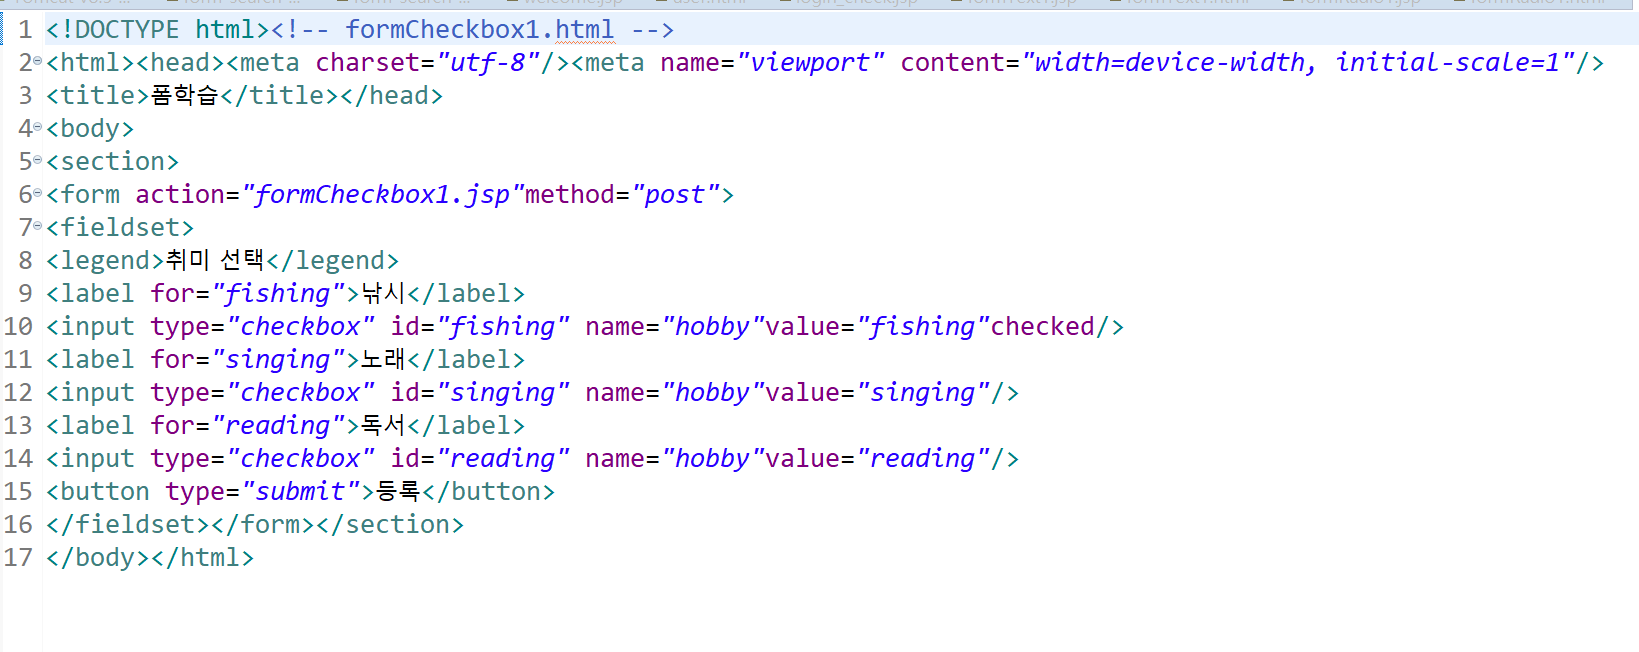 1 <!DOCTYPE html><!-- formCheckbox1.html -->
2 <html><head><meta charset="utf-8"/><meta name="viewport" content="width=device-width, initial-scale=1"/>
3 <title>폼학습</title></head>
4 <body>
5 <section>
6 <form action="formCheckbox1.jsp"method="post">
7 <fieldset>
8 <legend>취미 선택</legend>
9 <label for="fishing">낚시</label>
10 <input type="checkbox" id="fishing" name="hobby"value="fishing"checked/>
11 <label for="singing">노래</label>
12 <input type="checkbox" id="singing" name="hobby"value="singing"/>
13 <label for="reading">독서</label>
14 <input type="checkbox" id="reading" name="hobby"value="reading"/>
15 <button type="submit">등록</button>
16 </fieldset></form></section>
17 </body></html>